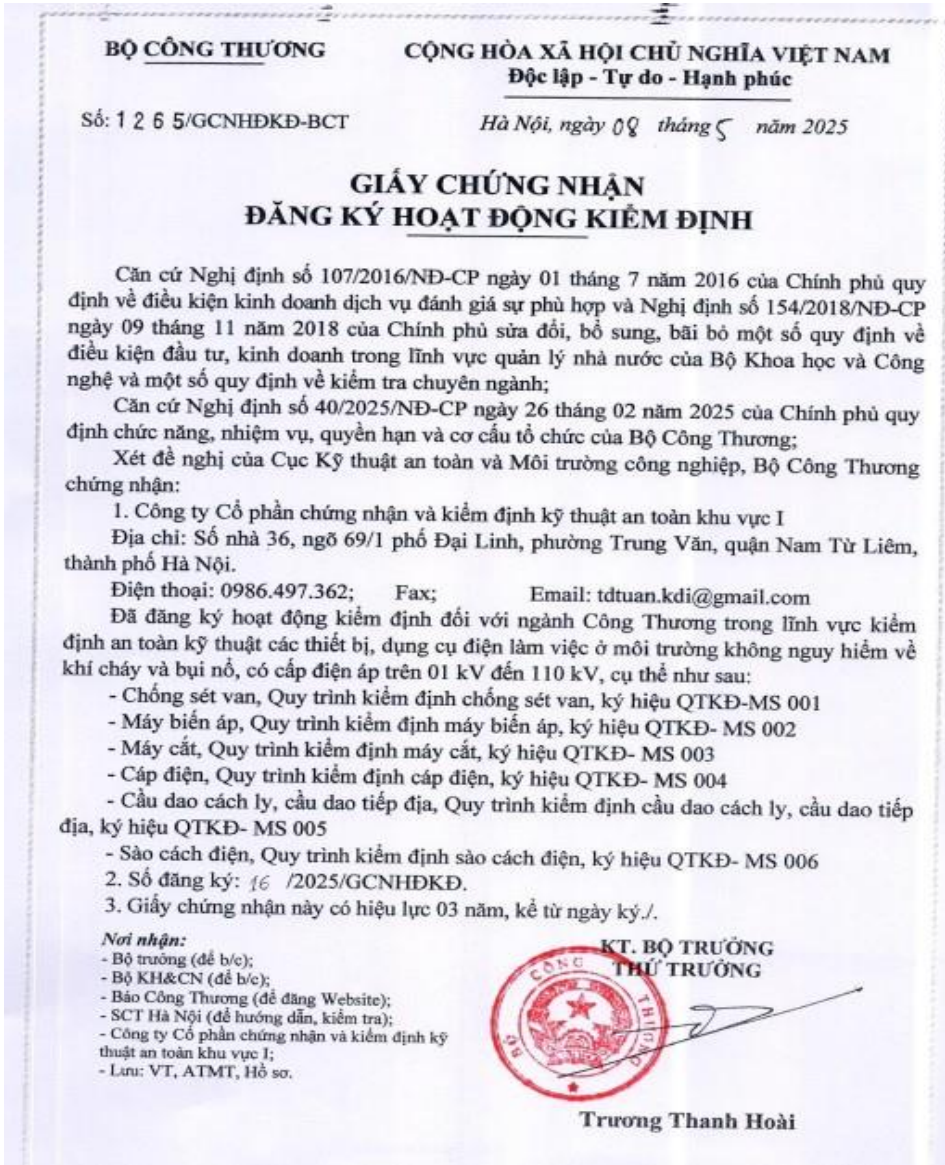 BỘ CÔNG THƯƠNG
CỘNG HÒA XÃ HỘI CHỦ NGHĨA VIỆT NAM
Độc lập - Tự do - Hạnh phúc
Số: 1265/GCNHĐKĐ-BCT
Hà Nội, ngày 08 tháng 5 năm 2025
GIẤY CHỨNG NHẬN
ĐĂNG KÝ HOẠT ĐỘNG KIỂM ĐỊNH
Căn cứ Nghị định số 107/2016/NĐ-CP ngày 01 tháng 7 năm 2016 của Chính phủ quy
định về điều kiện kinh doanh dịch vụ đánh giá sự phù hợp và Nghị định số 154/2018/NĐ-CP
ngày 09 tháng 11 năm 2018 của Chính phủ sửa đổi, bổ sung, bãi bỏ một số quy định về
điều kiện đầu tư, kinh doanh trong lĩnh vực quản lý nhà nước của Bộ Khoa học và Công
nghệ và một số quy định về kiểm tra chuyên ngành;
Căn cứ Nghị định số 40/2025/NĐ-CP ngày 26 tháng 02 năm 2025 của Chính phủ quy
định chức năng, nhiệm vụ, quyền hạn và cơ cấu tổ chức của Bộ Công Thương;
Xét đề nghị của Cục Kỹ thuật an toàn và Môi trường công nghiệp, Bộ Công Thương
chứng nhận:
1. Công ty Cổ phần chứng nhận và kiểm định kỹ thuật an toàn khu vực I
Địa chỉ: Số nhà 36, ngõ 69/1 phố Đại Linh, phường Trung Văn, quận Nam Từ Liêm,
thành phố Hà Nội.
Điện thoại: 0986.497.362; Fax; Email: tdtuan.kdi@gmail.com
Đã đăng ký hoạt động kiểm định đối với ngành Công Thương trong lĩnh vực kiểm
định an toàn kỹ thuật các thiết bị, dụng cụ điện làm việc ở môi trường không nguy hiểm về
khí cháy và bụi nổ, có cấp điện áp trên 01 kV đến 110 kV, cụ thể như sau:
- Chống sét van, Quy trình kiểm định chống sét van, ký hiệu QTKĐ-MS 001
- Máy biến áp, Quy trình kiểm định máy biến áp, ký hiệu QTKĐ- MS 002
- Máy cắt, Quy trình kiểm định máy cắt, ký hiệu QTKĐ- MS 003
- Cáp điện, Quy trình kiểm định cáp điện, ký hiệu QTKĐ- MS 004
- Cầu dao cách ly, cầu dao tiếp địa, Quy trình kiểm định cầu dao cách ly, cầu dao tiếp
địa, ký hiệu QTKĐ- MS 005
- Sào cách điện, Quy trình kiểm định sào cách điện, ký hiệu QTKĐ- MS 006
2. Số đăng ký: 16 /2025/GCNHĐKĐ.
3. Giấy chứng nhận này có hiệu lực 03 năm, kể từ ngày ký./.
Nơi nhận:
- Bộ trưởng (để b/c);
- Bộ KH&CN (để b/c);
- Báo Công Thương (để đăng Website);
- SCT Hà Nội (để hướng dẫn, kiểm tra);
- Công ty Cổ phần chứng nhận và kiểm định kỹ
thuật an toàn khu vực I;
- Lưu: VT, ATMT, Hồ sơ.
KT. BỘ TRƯỞNG
THỨ TRƯỞNG
BỘ CÔNG THƯƠNG
Trương Thanh Hoài